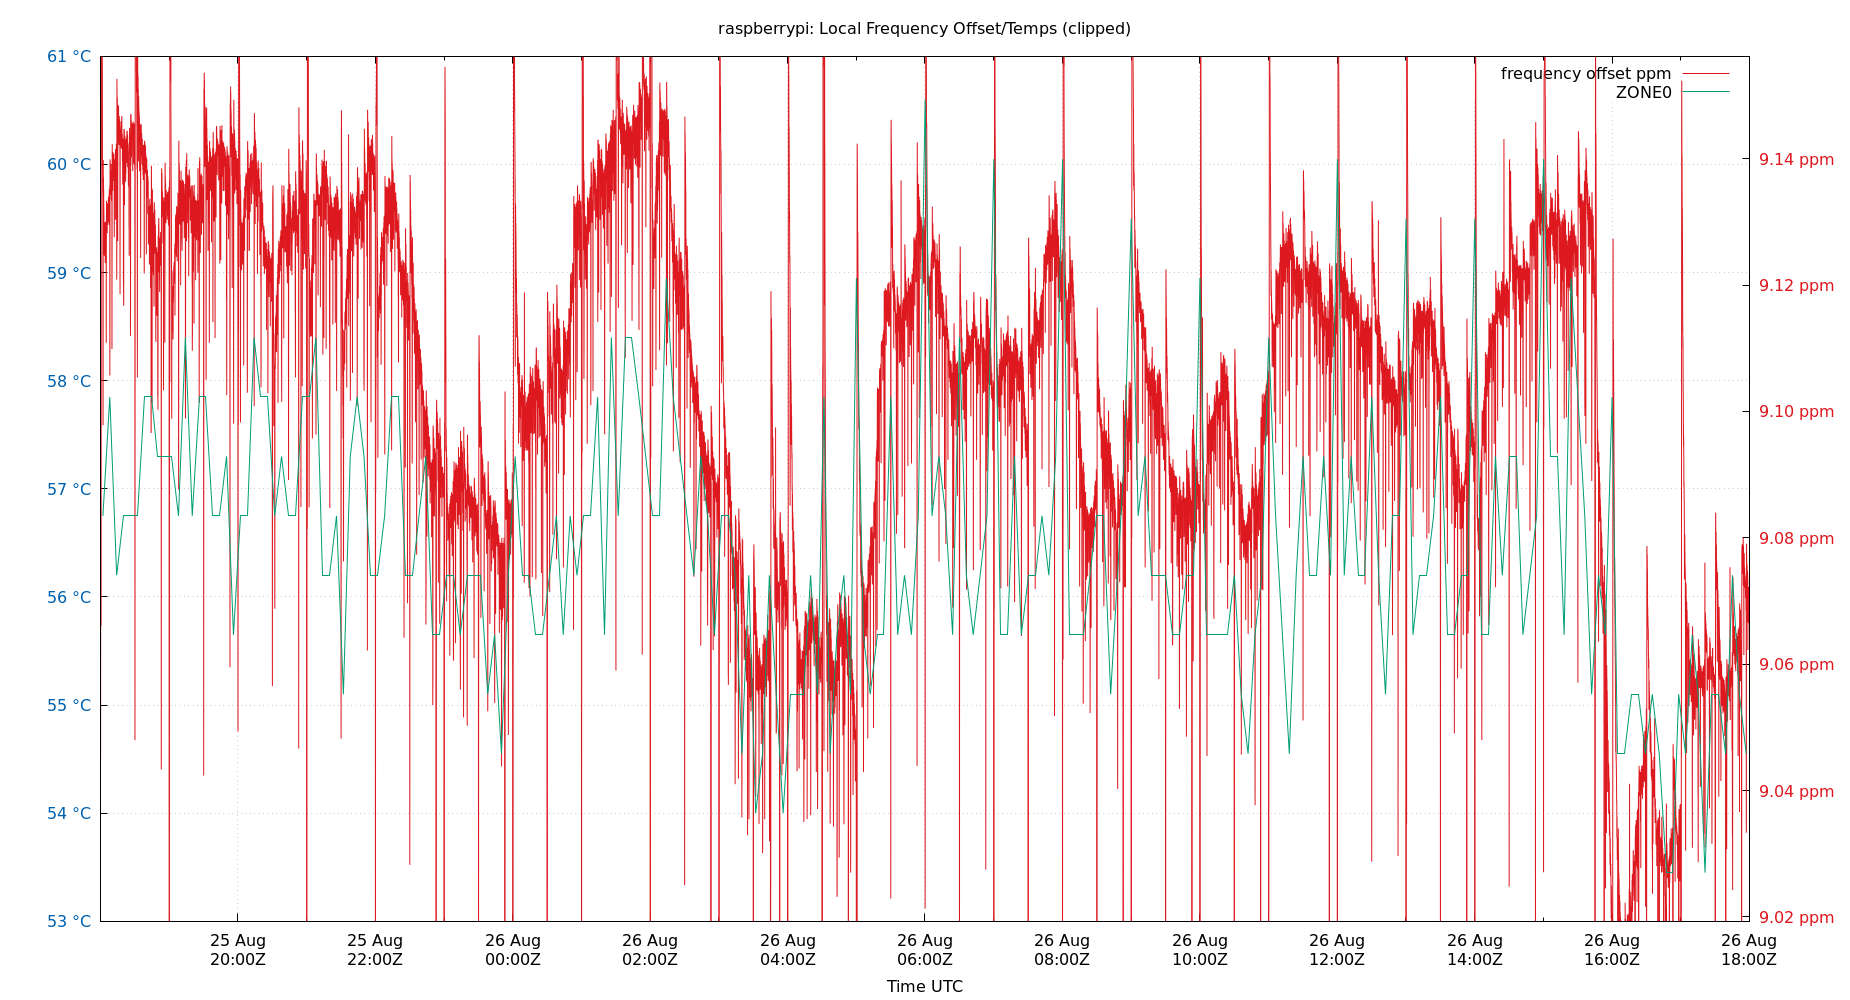 raspberrypi: Local Frequency Offset/Temps (clipped)
frequency offset ppm
ZONE0
61 °C
60 °C
59 °C
58 °C
57 °C
56 °C
55 °C
54 °C
53 °C
9.14 ppm
9.12 ppm
9.10 ppm
9.08 ppm
9.06 ppm
9.04 ppm
9.02 ppm
25 Aug
20:00Z
25 Aug
22:00Z
26 Aug
00:00Z
26 Aug
02:00Z
26 Aug
04:00Z
26 Aug
06:00Z
26 Aug
08:00Z
26 Aug
10:00Z
26 Aug
12:00Z
26 Aug
14:00Z
26 Aug
16:00Z
26 Aug
18:00Z
Time UTC